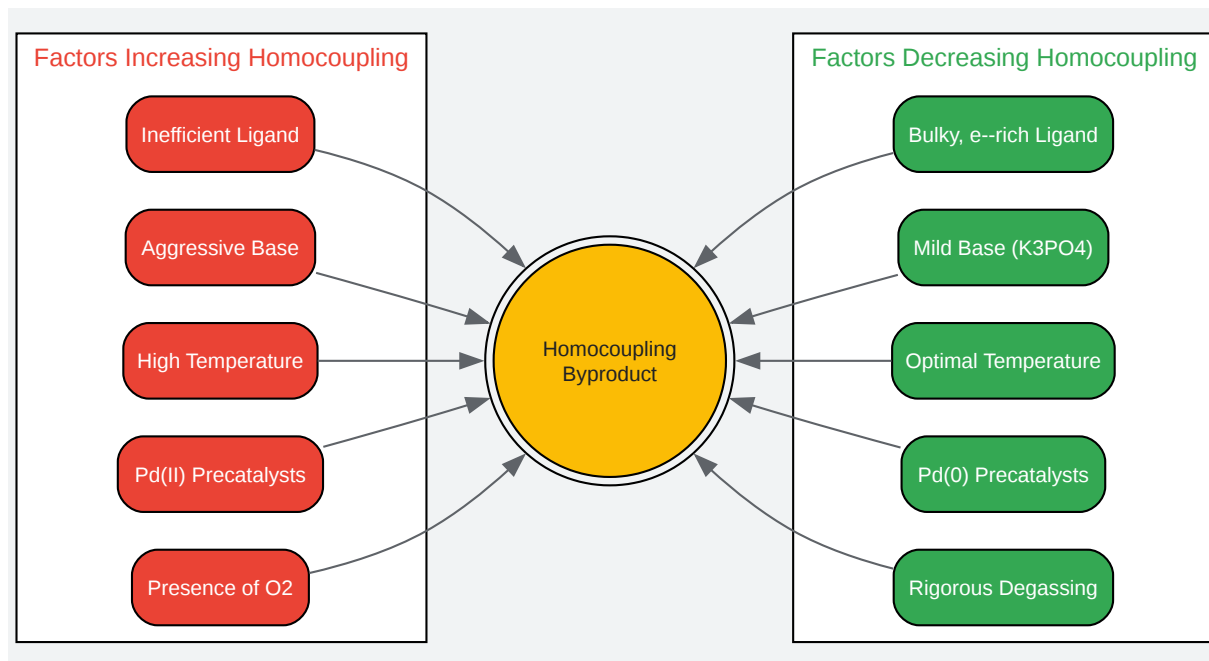 Factors Increasing Homocoupling
Inefficient Ligand
Aggressive Base
High Temperature
Pd(II) Precatalysts
Presence of O2
Homocoupling
Byproduct
Factors Decreasing Homocoupling
Bulky, e--rich Ligand
Mild Base (K3PO4)
Optimal Temperature
Pd(0) Precatalysts
Rigorous Degassing